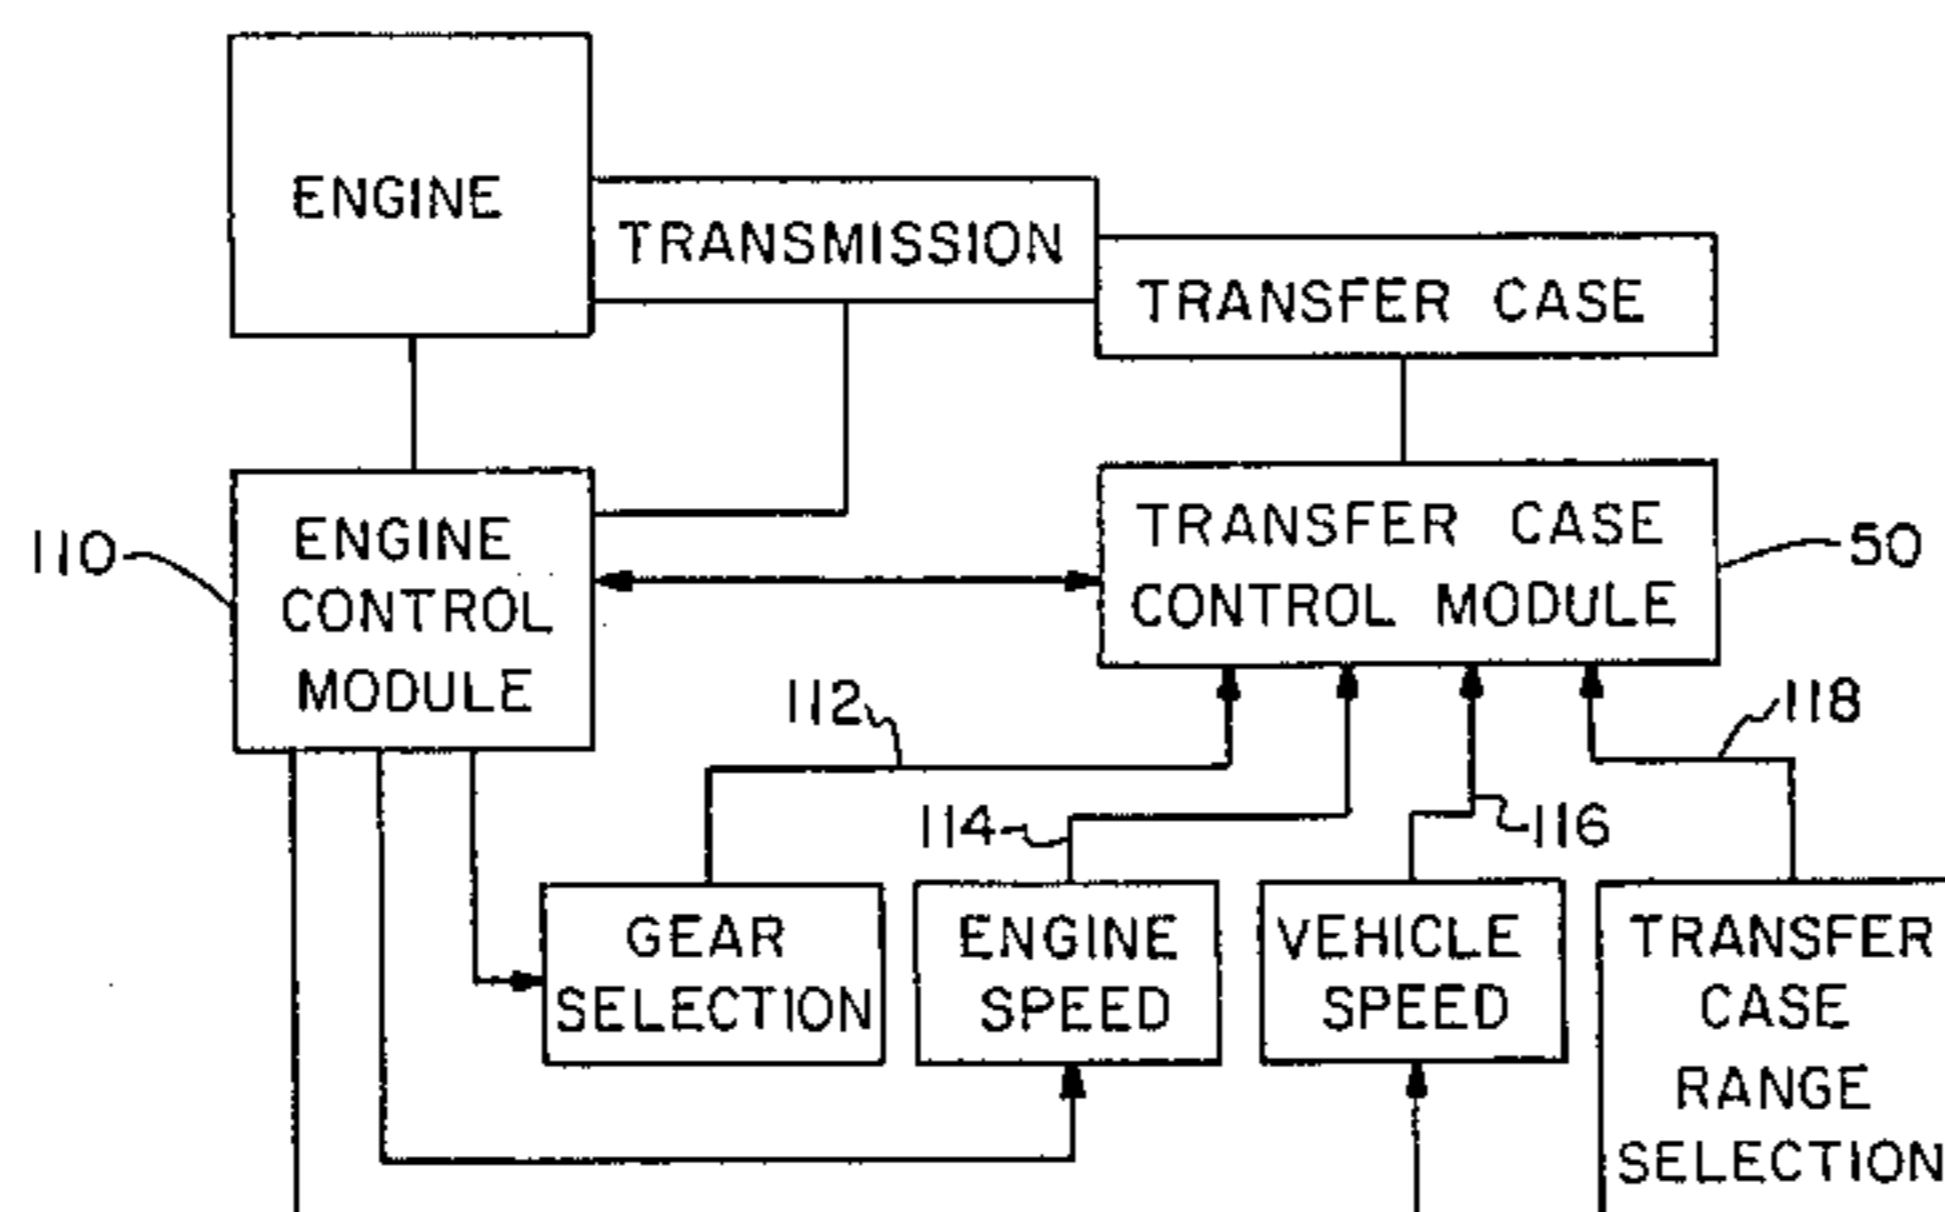 ENGINE
TRANSMISSION
TRANSFER CASE
110
ENGINE
CONTROL
MODULE
TRANSFER CASE
CONTROL MODULE
50
112
114
116
118
GEAR
SELECTION
ENGINE
SPEED
VEHICLE
SPEED
TRANSFER
CASE
RANGE
SELECTION